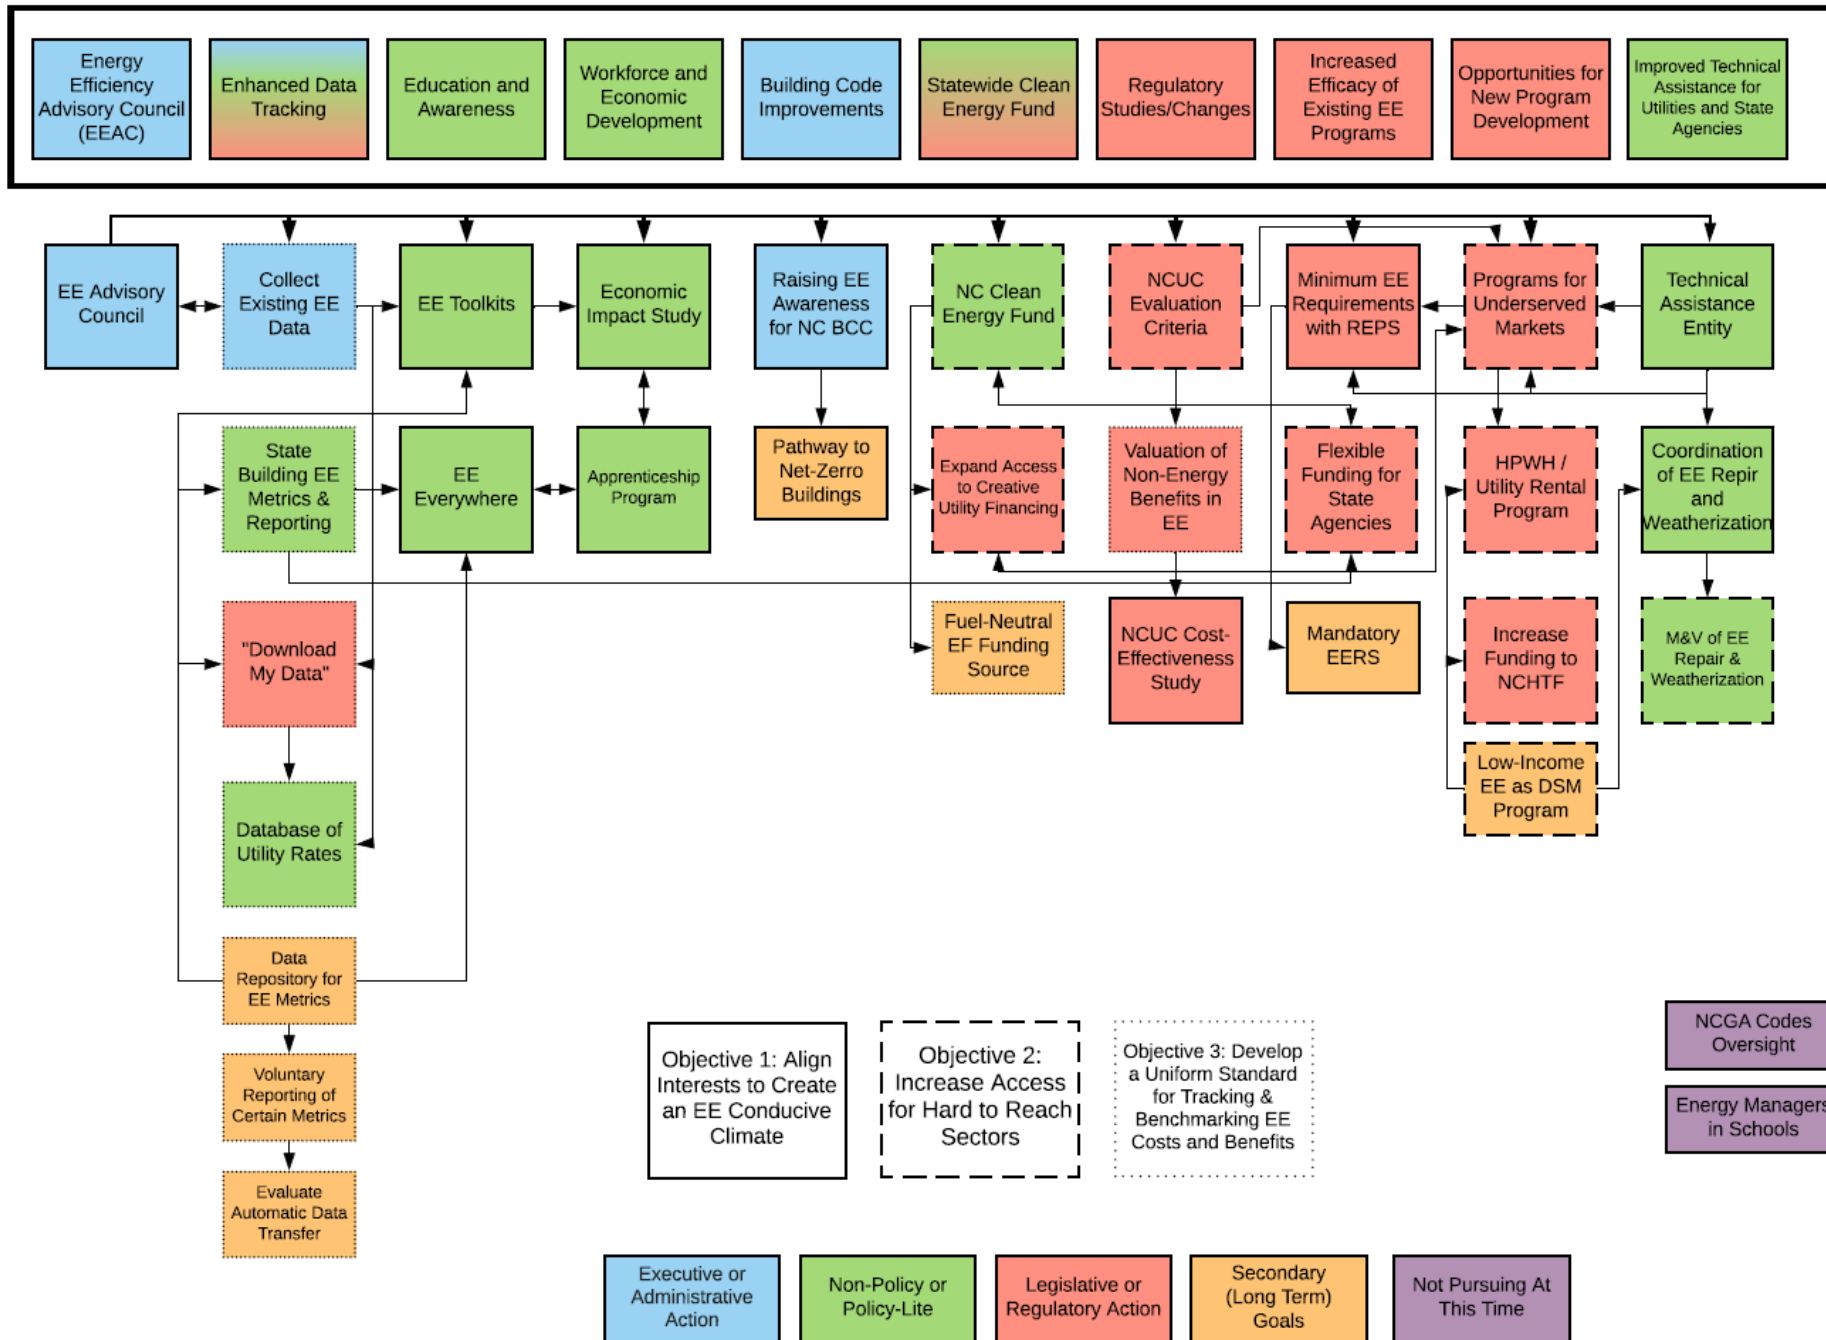 Energy
Efficiency
Advisory Council
(EEAC)
Enhanced Data
Tracking
Education and
Awareness
Workforce and
Economic
Development
Building Code
Improvements
Statewide Clean
Energy Fund
Regulatory
Studies/Changes
Increased
Efficacy of
Existing EE
Programs
Opportunities for
New Program
Development
Improved Technical
Assistance for
Utilities and State
Agencies
EE Advisory
Council
Collect
Existing EE
Data
EE Toolkits
Economic
Impact Study
Raising EE
Awareness
for NC BCC
NC Clean
Energy Fund
NCUC
Evaluation
Criteria
Minimum EE
Requirements
with REPS
Programs for
Underserved
Markets
Technical
Assistance
Entity
State
Building EE
Metrics &
Reporting
EE
Everywhere
Apprenticeship
Program
Pathway to
Net-Zerro
Buildings
Expand Access
to Creative
Utility Financing
Valuation of
Non-Energy
Benefits in
EE
Flexible
Funding for
State
Agencies
HPWH /
Utility Rental
Program
Coordination
of EE Repir
and
Weatherization
"Download
My Data"
Fuel-Neutral
EF Funding
Source
NCUC Cost-
Effectiveness
Study
Mandatory
EERS
Increase
Funding to
NCHTF
M&V of EE
Repair &
Weatherization
Low-Income
EE as DSM
Program
Database of
Utility Rates
Data
Repository for
EE Metrics
Voluntary
Reporting of
Certain Metrics
Evaluate
Automatic Data
Transfer
Objective 1: Align
Interests to Create
an EE Conducive
Climate
Objective 2:
Increase Access
for Hard to Reach
Sectors
Objective 3: Develop
a Uniform Standard
for Tracking &
Benchmarking EE
Costs and Benefits
NCGA Codes
Oversight
Energy Managers
in Schools
Executive or
Administrative
Action
Non-Policy or
Policy-Lite
Legislative or
Regulatory Action
Secondary
(Long Term)
Goals
Not Pursuing At
This Time